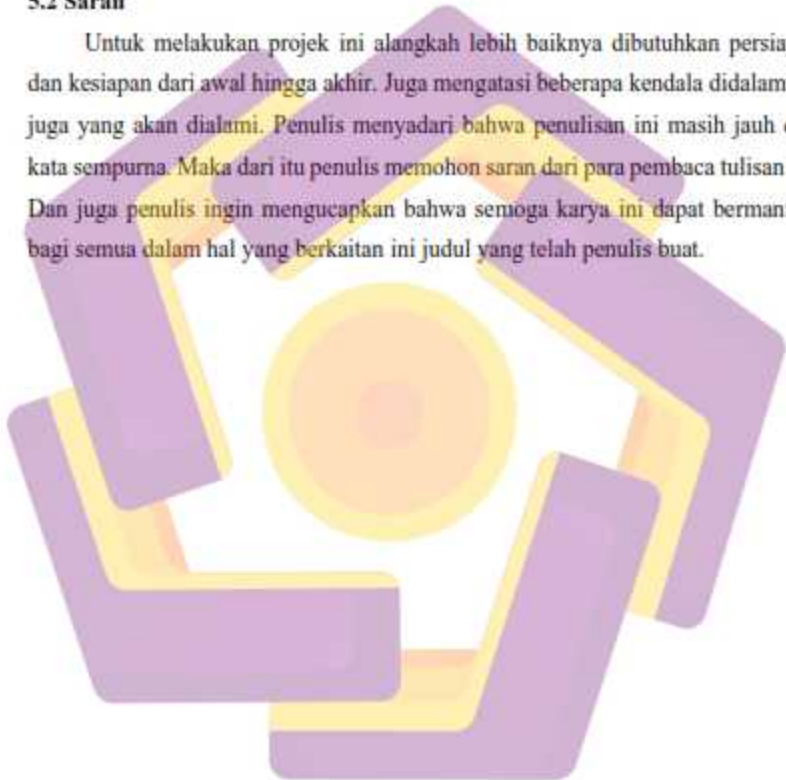 5.2 Saran
Untuk melakukan projek ini alangkah lebih baiknya dibutuhkan
dan kesiapan dari awal hingga akhir. Juga mengatasi beberapa kendala didalam
juga yang akan dialami. Penulis menyadari bahwa penulisan ini masih jauh
kata sempurna. Maka dari itu penulis memohon saran dari para pembaca tulisan
Dan juga penulis ingin mengucapkan bahwa semoga karya ini dapat
bagi semua dalam hal yang berkaitan ini judul yang telah penulis buat.